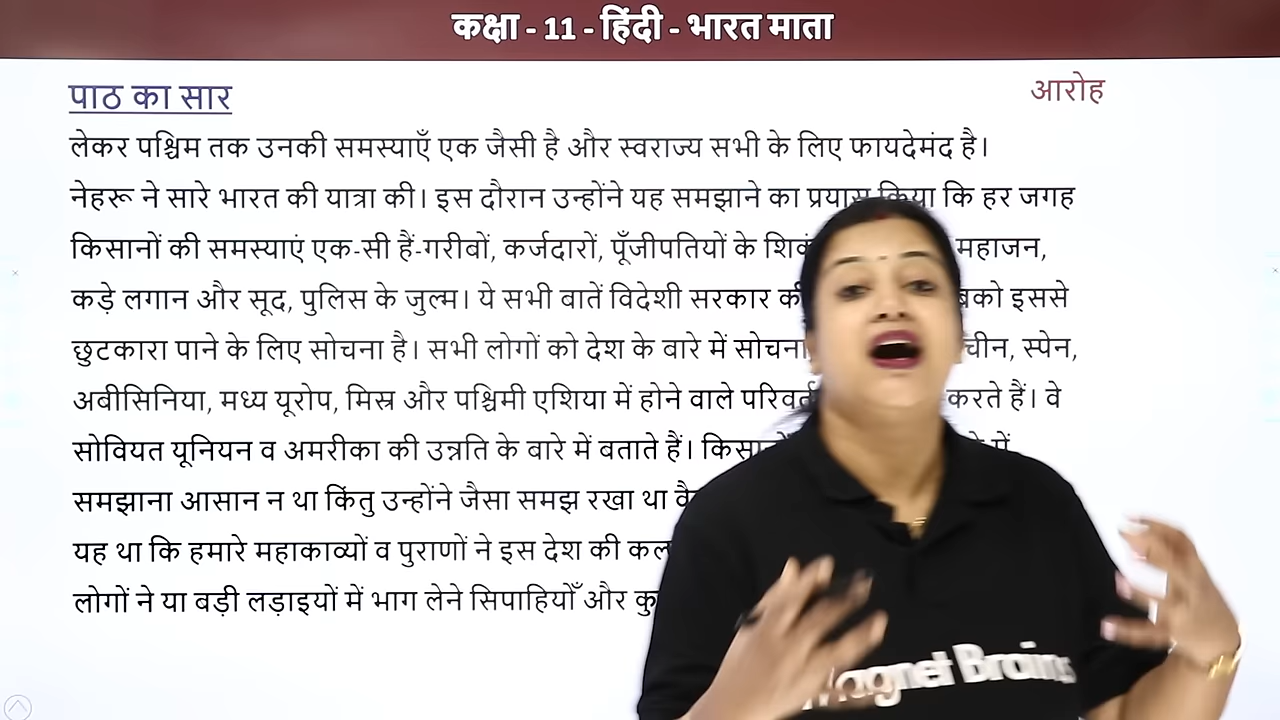 कक्षा - 11 - हिंदी - भारत माता
पाठ का सार
आरोह
लेकर पश्चिम तक उनकी समस्याएँ एक जैसी है और स्वराज्य सभी के लिए फायदेमंद है।
नेहरू ने सारे भारत की यात्रा की। इस दौरान उन्होंने यह समझाने का प्रयास किया कि हर जगह
किसानों की समस्याएं एक-सी हैं-गरीबों, कर्जदारों, पूँजीपतियों के महाजन,
कड़े लगान और सूद, पुलिस के जुल्म। ये सभी बातें विदेशी सरकार इससे
छुटकारा पाने के लिए सोचना है। सभी लोगों को देश के बारे में सोचना चीन, स्पेन,
अबीसिनिया, मध्य यूरोप, मिस्र और पश्चिमी एशिया में होने वाले करते हैं। वे
सोवियत यूनियन व अमरीका की उन्नति के बारे में बताते हैं। में
समझाना आसान न था किंतु उन्होंने जैसा समझ रखा था
यह था कि हमारे महाकाव्यों व पुराणों ने इस देश की
लोगों ने या बड़ी लड़ाइयों में भाग लेने सिपाहियोँ और
Magnet Brains